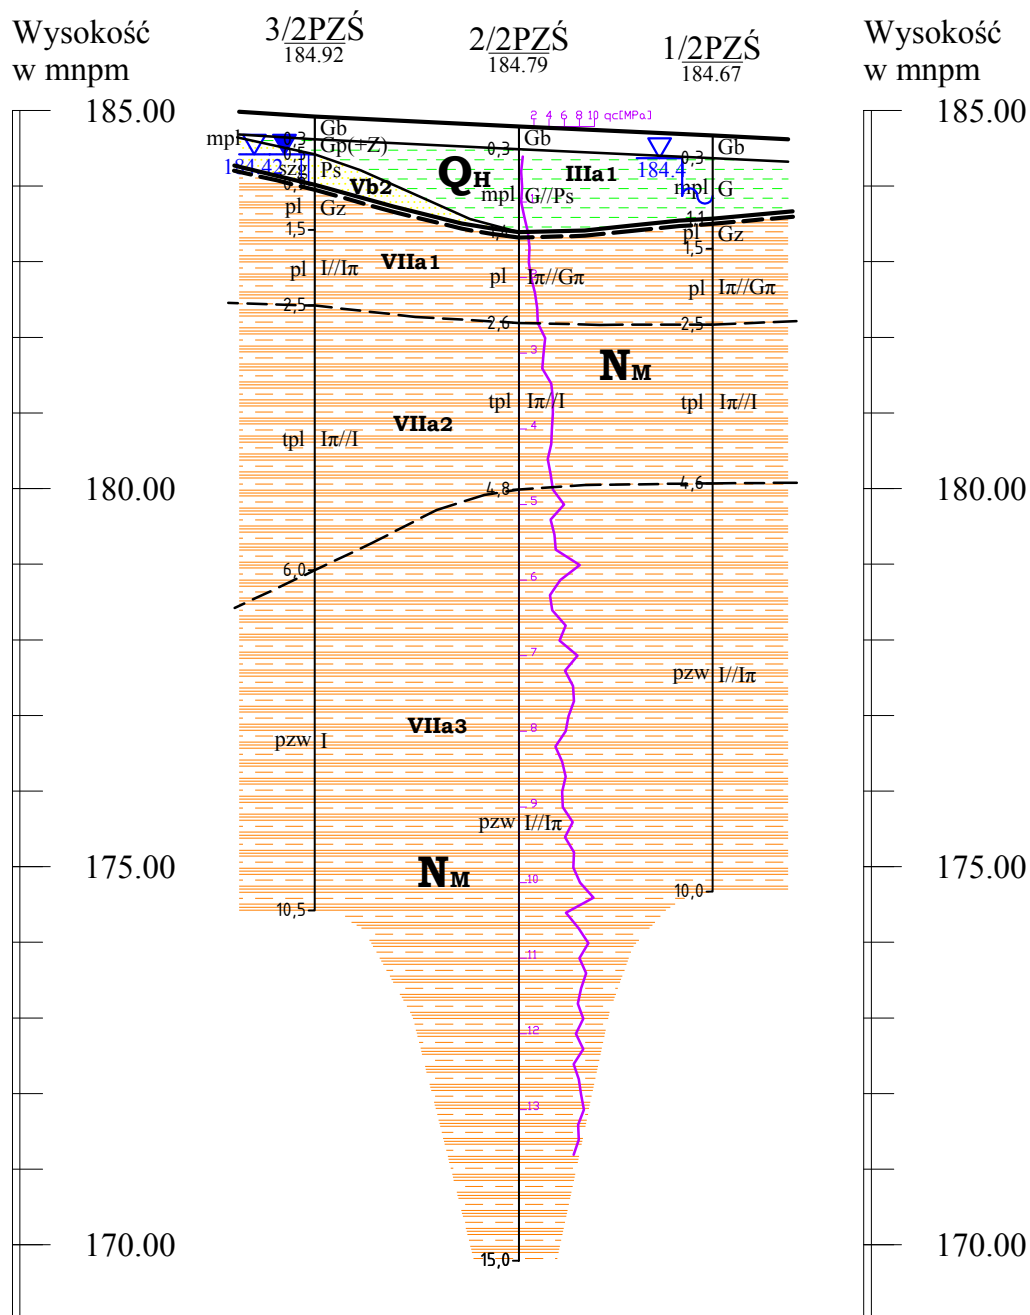 Wysokość
w mnpm
3/2PZŚ
184.92
2/2PZŚ
184.79
1/2PZŚ
184.67
Wysokość
w mnpm
185.00
185.00
2 4 6 8 10 qc[MPa]
Gb
Gb
Gb
0,3
0,3
0,3
mpl
Gp(+Z)
184.42
184.4
szg
Ps
Vb2
QH
IIIa1
mpl
G//Ps
mpl
G
pl
Gz
1,1
pl
Gz
1,5
1,5
pl
I//Iπ
VIIa1
pl
Iπ//Gπ
pl
Iπ//Gπ
2,5
2,6
2,5
3
NM
tpl
Iπ//I
tpl
Iπ//I
VIIa2
4
tpl
Iπ//I
180.00
180.00
4,8
4,6
5
6,0
6
7
pzw
I//Iπ
VIIa3
8
pzw
I
9
pzw
I//Iπ
175.00
175.00
NM
10
10,0
10,5
11
12
13
170.00
170.00
15,0